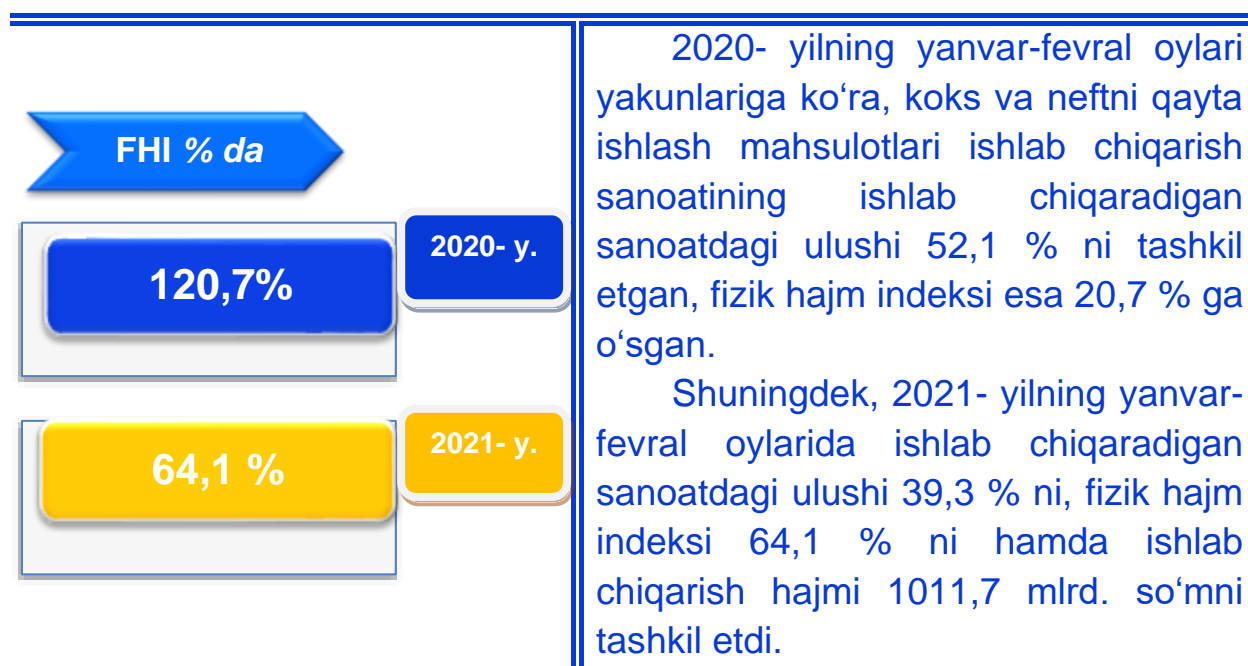 FHI % da
120,7%
2020- y.
64,1 %
2021- y.
2020- yilning yanvar-fevral oylari
yakunlariga ko‘ra, koks va neftni qayta
ishlash mahsulotlari ishlab chiqarish
sanoatining ishlab chiqaradigan
sanoatdagi ulushi 52,1 % ni tashkil
etgan, fizik hajm indeksi esa 20,7 % ga
o‘sgan.
Shuningdek, 2021- yilning yanvar-
fevral oylarida ishlab chiqaradigan
sanoatdagi ulushi 39,3 % ni, fizik hajm
indeksi 64,1 % ni hamda ishlab
chiqarish hajmi 1011,7 mlrd. so‘mni
tashkil etdi.